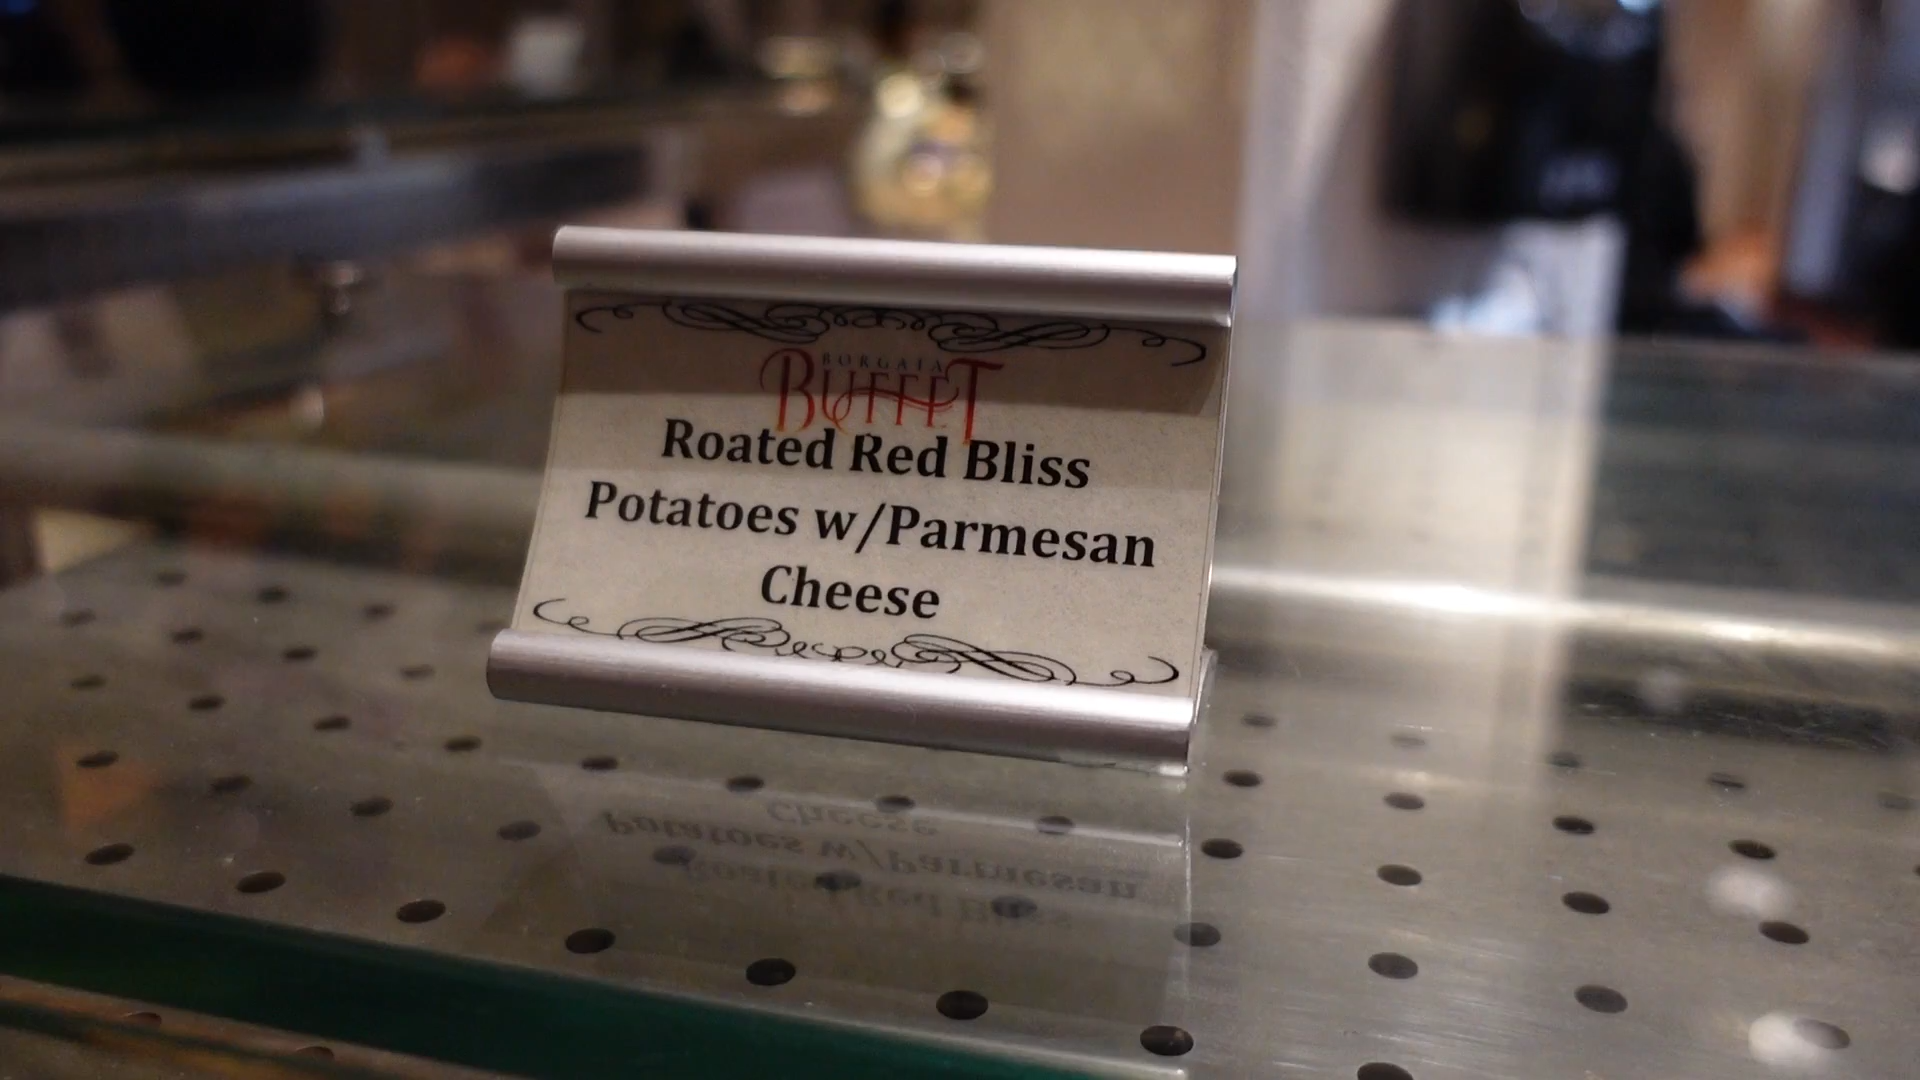 BORGATA
BUFFET
Roated Red Bliss
Potatoes w/Parmesan
Cheese